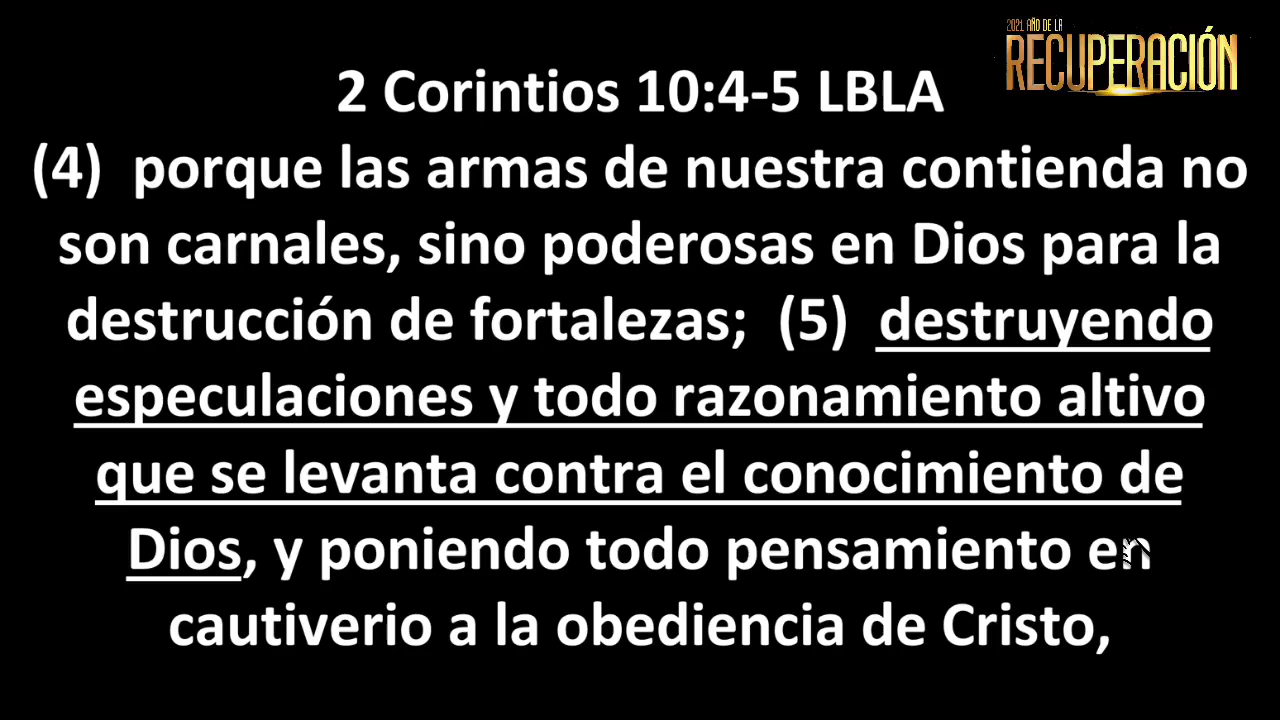 2021 AÑO DE LA
RECUPERACIÓN
2 Corintios 10:4-5 LBLA
(4)  porque las armas de nuestra contienda no
son carnales, sino poderosas en Dios para la
destrucción de fortalezas;  (5)  destruyendo
especulaciones y todo razonamiento altivo
que se levanta contra el conocimiento de
Dios, y poniendo todo pensamiento en
cautiverio a la obediencia de Cristo,